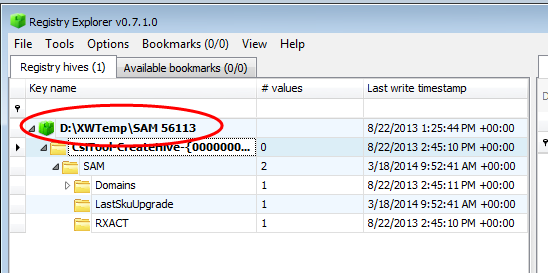 Registry Explorer v0.7.1.0
File Tools Options Bookmarks (0/0) View Help
Registry hives (1) Available bookmarks (0/0)
Key name # values Last write timestamp
D:\XWTemp\SAM 56113 8/22/2013 1:25:44 PM +00:00
CsiTool-CreateHive-{0000000... 0 8/22/2013 2:45:10 PM +00:00
SAM 2 3/18/2014 9:52:41 AM +00:00
Domains 1 8/22/2013 2:45:11 PM +00:00
LastSkuUpgrade 1 3/18/2014 9:52:41 AM +00:00
RXACT 1 8/22/2013 2:45:10 PM +00:00